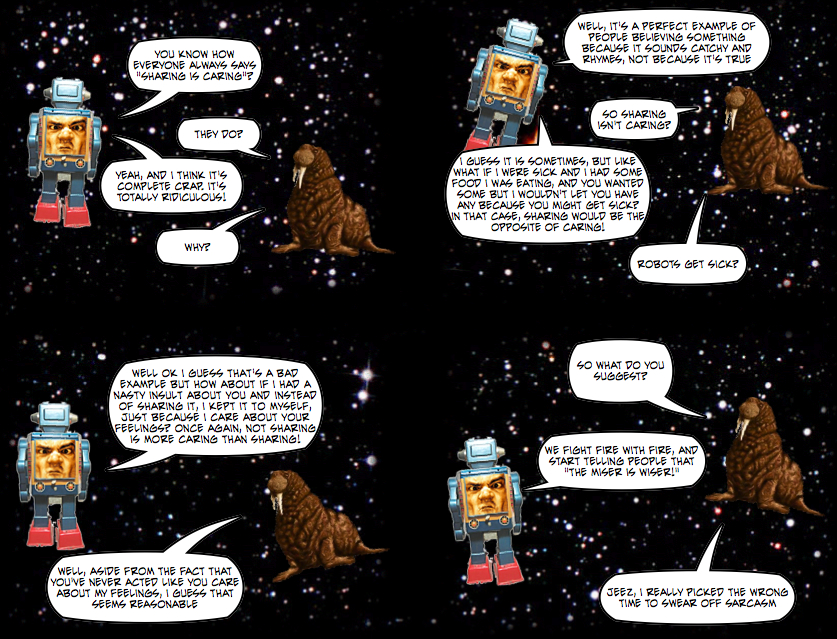 YOU KNOW HOW
EVERYONE ALWAYS SAYS
"SHARING IS CARING"?
THEY DO?
YEAH, AND I THINK IT'S
COMPLETE CRAP. IT'S
TOTALLY RIDICULOUS!
WHY?
WELL, IT'S A PERFECT EXAMPLE OF
PEOPLE BELIEVING SOMETHING
BECAUSE IT SOUNDS CATCHY AND
RHYMES, NOT BECAUSE IT'S TRUE
SO SHARING
ISN'T CARING?
I GUESS IT IS SOMETIMES, BUT LIKE
WHAT IF I WERE SICK AND I HAD SOME
FOOD I WAS EATING, AND YOU WANTED
SOME BUT I WOULDN'T LET YOU HAVE
ANY BECAUSE YOU MIGHT GET SICK?
IN THAT CASE, SHARING WOULD BE THE
OPPOSITE OF CARING!
ROBOTS GET SICK?
WELL OK I GUESS THAT'S A BAD
EXAMPLE BUT HOW ABOUT IF I HAD A
NASTY INSULT ABOUT YOU AND INSTEAD
OF SHARING IT, I KEPT IT TO MYSELF,
JUST BECAUSE I CARE ABOUT YOUR
FEELINGS? ONCE AGAIN, NOT SHARING
IS MORE CARING THAN SHARING!
WELL, ASIDE FROM THE FACT THAT
YOU'VE NEVER ACTED LIKE YOU CARE
ABOUT MY FEELINGS, I GUESS THAT
SEEMS REASONABLE
SO WHAT DO YOU
SUGGEST?
WE FIGHT FIRE WITH FIRE, AND
START TELLING PEOPLE THAT
"THE MISER IS WISER!"
JEEZ, I REALLY PICKED THE WRONG
TIME TO SWEAR OFF SARCASM